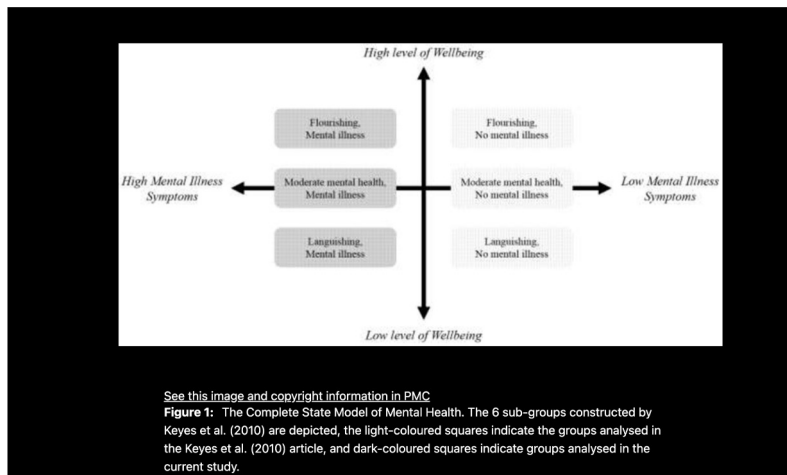 High level of Wellbeing
Flourishing,
Mental illness
Flourishing,
No mental illness
High Mental Illness
Symptoms
Moderate mental health,
Mental illness
Moderate mental health,
No mental illness
Low Mental Illness
Symptoms
Languishing,
Mental illness
Languishing,
No mental illness
Low level of Wellbeing
See this image and copyright information in PMC
Figure 1: The Complete State Model of Mental Health. The 6 sub-groups constructed by
Keyes et al. (2010) are depicted, the light-coloured squares indicate the groups analysed in
the Keyes et al. (2010) article, and dark-coloured squares indicate groups analysed in the
current study.